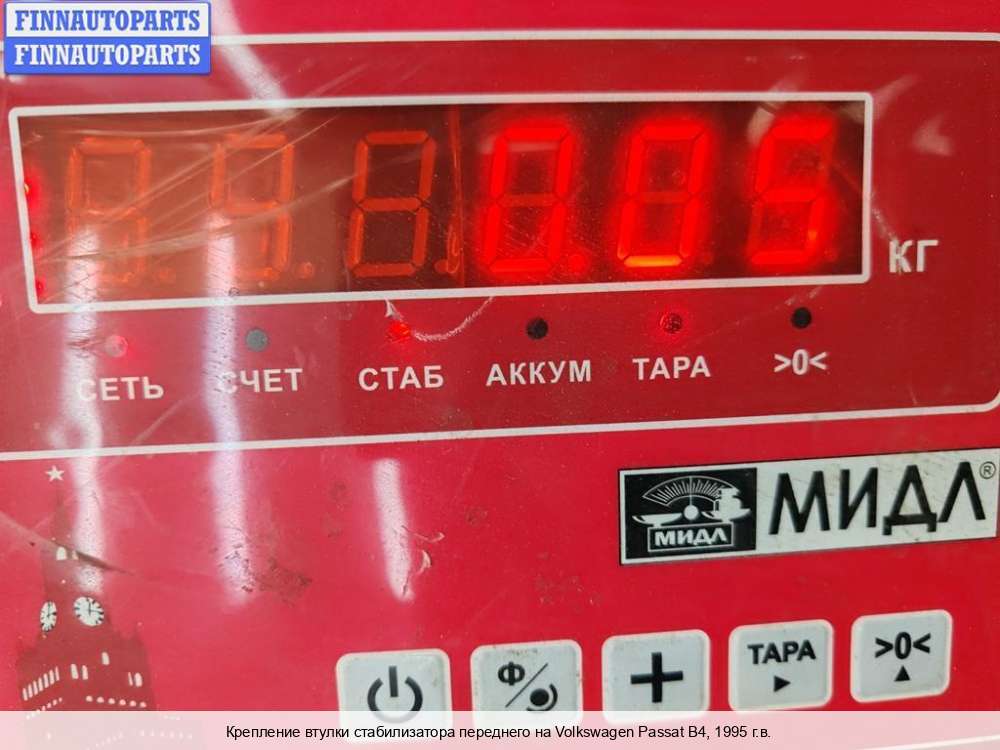 FINNAUTOPARTS
FINNAUTOPARTS
0.05
КГ
СЕТЬ СЧЕТ СТАБ АККУМ ТАРА >0<
МИДЛ МИДЛ®
Ф ТАРА >0<
Крепление втулки стабилизатора переднего на Volkswagen Passat B4, 1995 г.в.